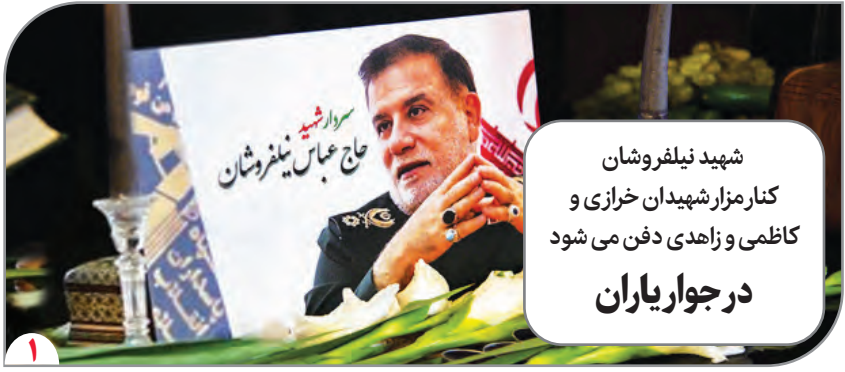 سردار شهید
حاج عباس نیلفروشان
شهید نیلفروشان
کنار مزار شهیدان خرازی و
کاظمی و زاهدی دفن می شود
در جوار یاران
۱